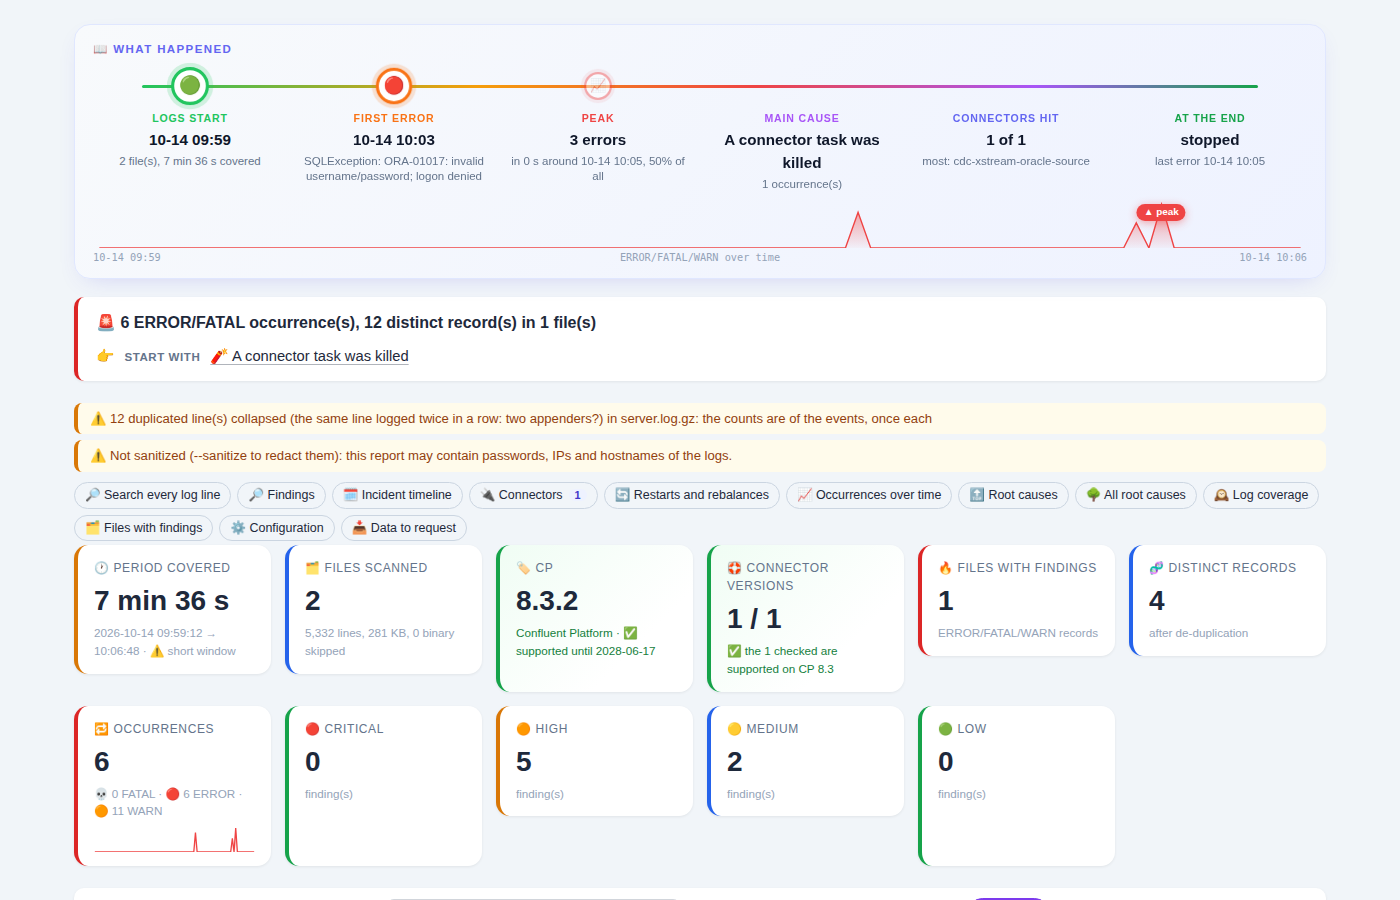 📖 WHAT HAPPENED
LOGS START
10-14 09:59
2 file(s), 7 min 36 s covered
FIRST ERROR
10-14 10:03
SQLException: ORA-01017: invalid
username/password; logon denied
PEAK
3 errors
in 0 s around 10-14 10:05, 50% of
all
MAIN CAUSE
A connector task was
killed
1 occurrence(s)
CONNECTORS HIT
1 of 1
most: cdc-xstream-oracle-source
AT THE END
stopped
last error 10-14 10:05
▲ peak
10-14 09:59
ERROR/FATAL/WARN over time
10-14 10:06
🚨 6 ERROR/FATAL occurrence(s), 12 distinct record(s) in 1 file(s)
👉 START WITH 🧨 A connector task was killed
⚠️ 12 duplicated line(s) collapsed (the same line logged twice in a row: two appenders?) in server.log.gz: the counts are of the events, once each
⚠️ Not sanitized (--sanitize to redact them): this report may contain passwords, IPs and hostnames of the logs.
🔎 Search every log line
🔎 Findings
🗓️ Incident timeline
🔌 Connectors 1
🔄 Restarts and rebalances
📈 Occurrences over time
⬆️ Root causes
🌳 All root causes
🕰️ Log coverage
🗂️ Files with findings
⚙️ Configuration
📥 Data to request
🕐 PERIOD COVERED
7 min 36 s
2026-10-14 09:59:12 →
10:06:48 · ⚠️ short window
🗂️ FILES SCANNED
2
5,332 lines, 281 KB, 0 binary
skipped
🏷️ CP
8.3.2
Confluent Platform · ✅
supported until 2028-06-17
🛟 CONNECTOR
VERSIONS
1 / 1
✅ the 1 checked are
supported on CP 8.3
🔥 FILES WITH FINDINGS
1
ERROR/FATAL/WARN records
🧬 DISTINCT RECORDS
4
after de-duplication
🔁 OCCURRENCES
6
💀 0 FATAL · 🔴 6 ERROR ·
🟠 11 WARN
🔴 CRITICAL
0
finding(s)
🟠 HIGH
5
finding(s)
🟡 MEDIUM
2
finding(s)
🟢 LOW
0
finding(s)